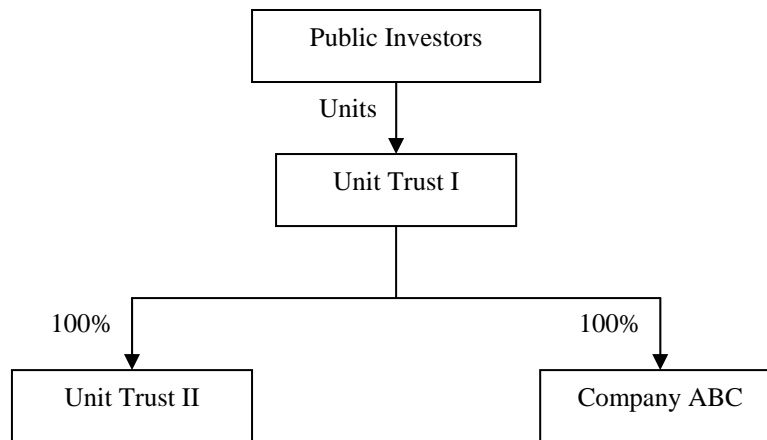 Public Investors
Units
Unit Trust I
100%
100%
Unit Trust II
Company ABC